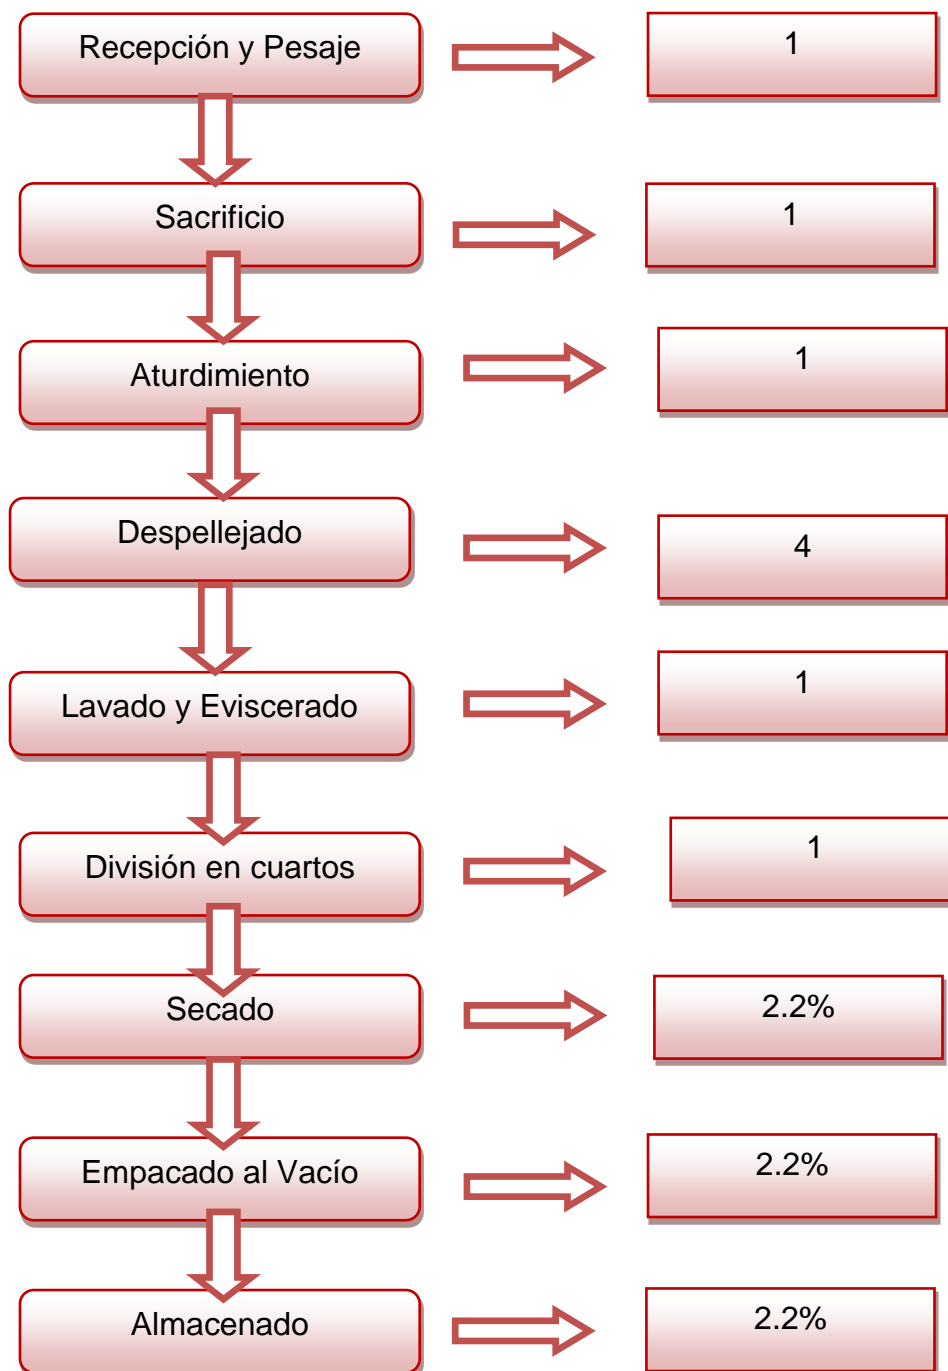 Recepción y Pesaje
1
Sacrificio
1
Aturdimiento
1
Despellejado
4
Lavado y Eviscerado
1
División en cuartos
1
Secado
2.2%
Empacado al Vacío
2.2%
Almacenado
2.2%